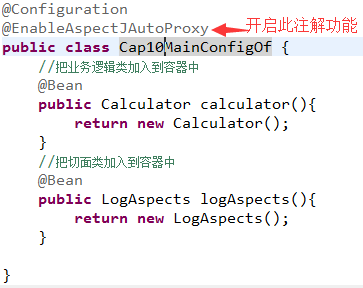 @Configuration
@EnableAspectJAutoProxy 开启此注解功能
public class Cap10MainConfigOf {
//把业务逻辑类加入到容器中
@Bean
public Calculator calculator(){
return new Calculator();
}
//把切面类加入到容器中
@Bean
public LogAspects logAspects(){
return new LogAspects();
}
}